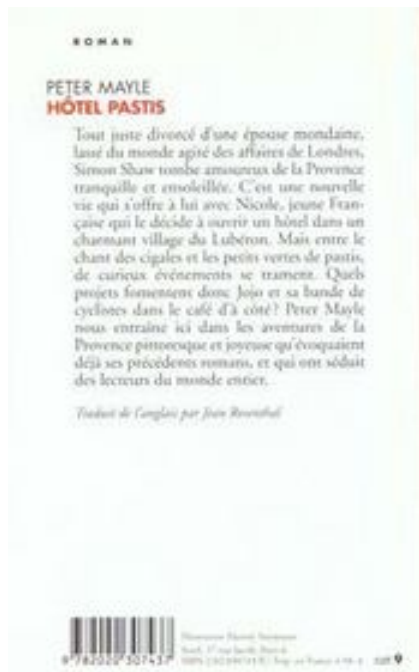 ROMAN
PETER MAYLE
HÔTEL PASTIS
Tout juste divorcé d'une épouse mondaine,
lassé du monde agité des affaires de Londres,
Simon Shaw tombe amoureux de la Provence
tranquille et ensoleillée. C'est une nouvelle
vie qui s'offre à lui avec Nicole, jeune Fran-
çaise qui le décide à ouvrir un hôtel dans un
charmant village du Lubéron. Mais entre le
chant des cigales et les petits verres de pastis,
de curieux événements se trament. Quels
projets fomentent donc Jojo et sa bande de
cyclistes dans le café d'à côté? Peter Mayle
nous entraîne ici dans les aventures de la
Provence pittoresque et joyeuse qu'évoquaient
déjà ses précédents romans, et qui ont séduit
des lecteurs du monde entier.
Traduit de l'anglais par Jean Rosenthal
9 782020 307437